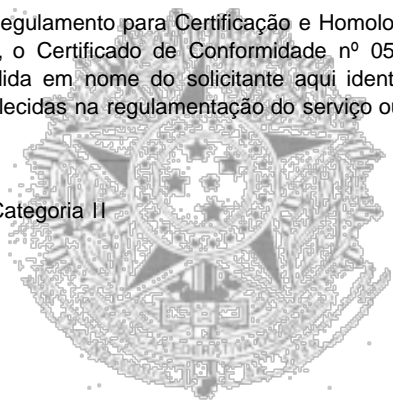 egulamento para Certificação e Homolo
, o Certificado de Conformidade nº 05
dida em nome do solicitante aqui ident
lecidas na regulamentação do serviço ou
Categoria II